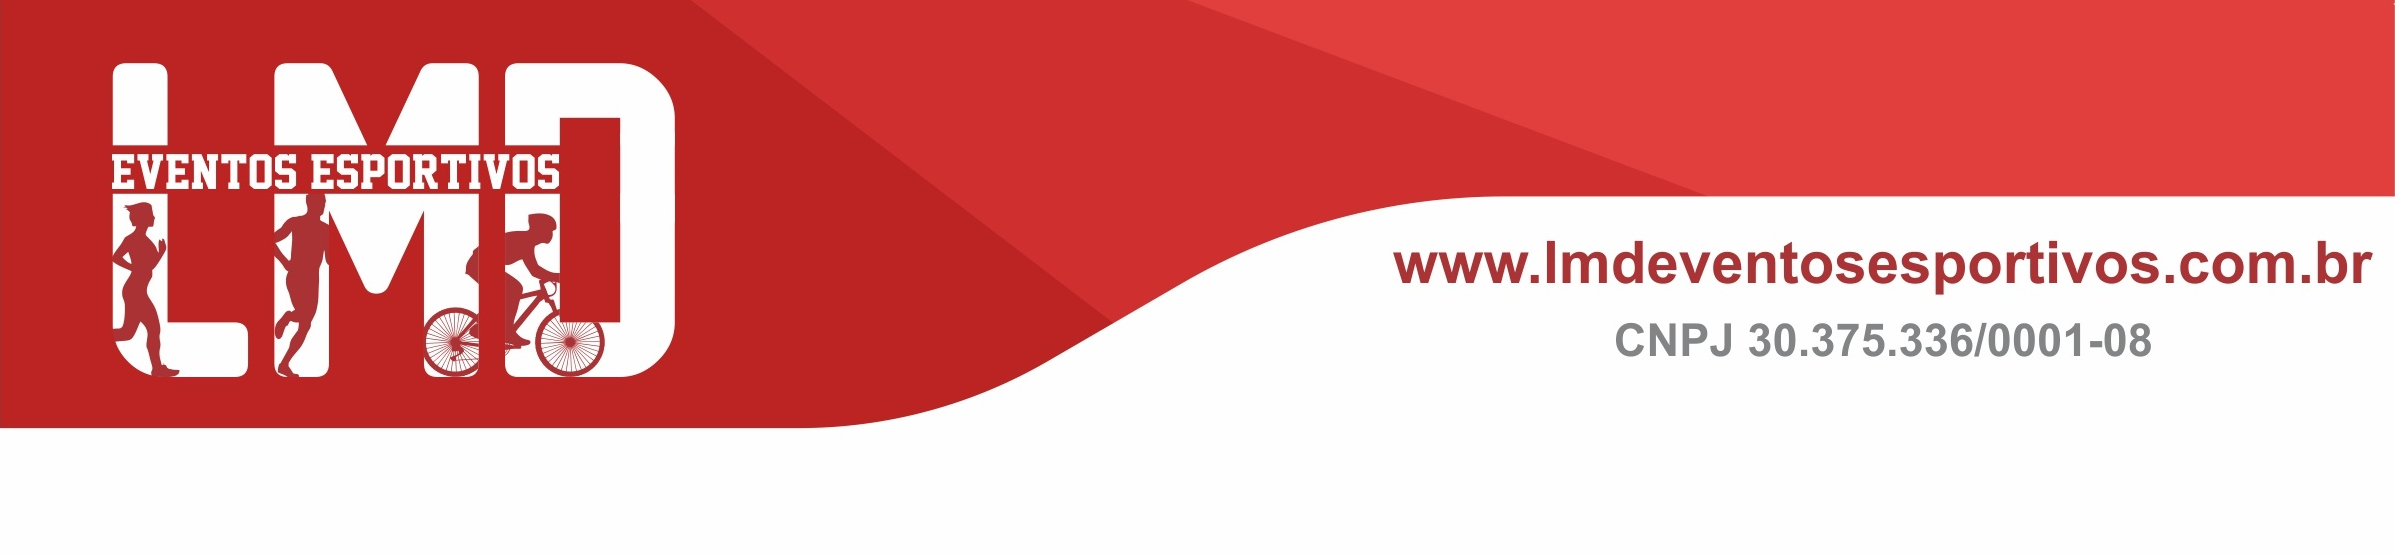 LMD
EVENTOS ESPORTIVOS
www.lmdeventosesportivos.com.br
CNPJ 30.375.336/0001-08